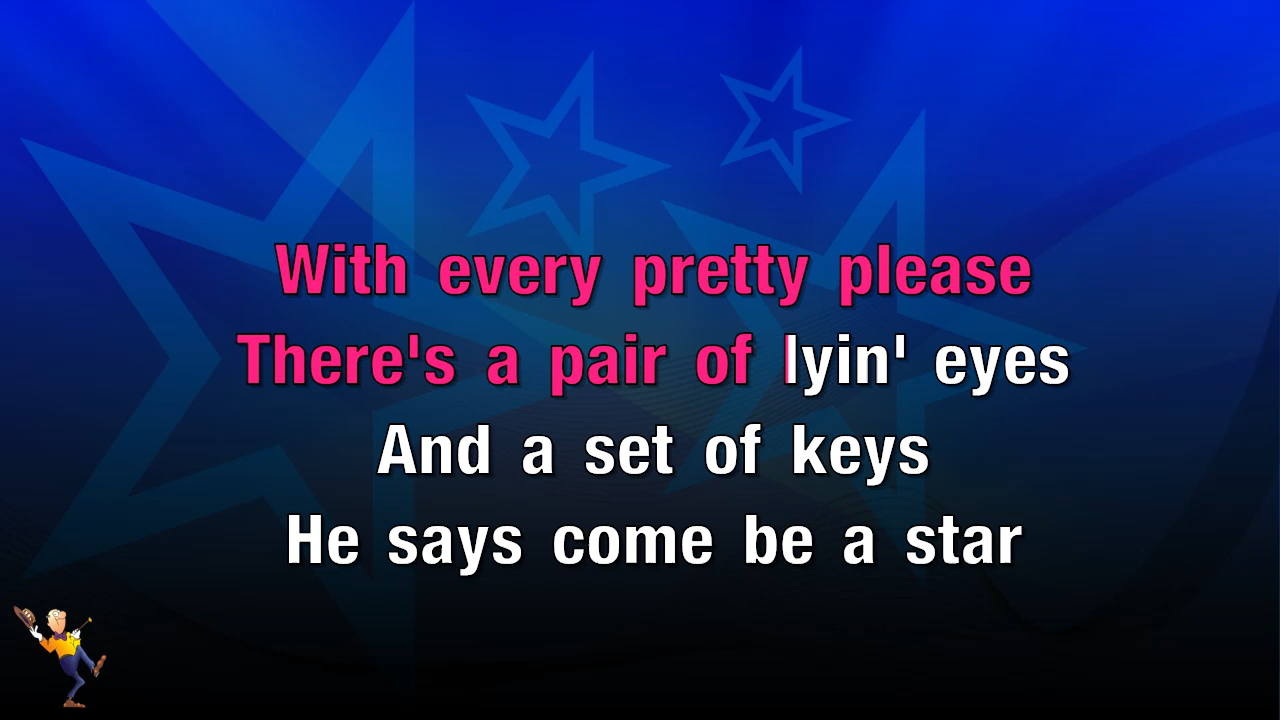 With every pretty please
There's a pair of lyin' eyes
And a set of keys
He says come be a star